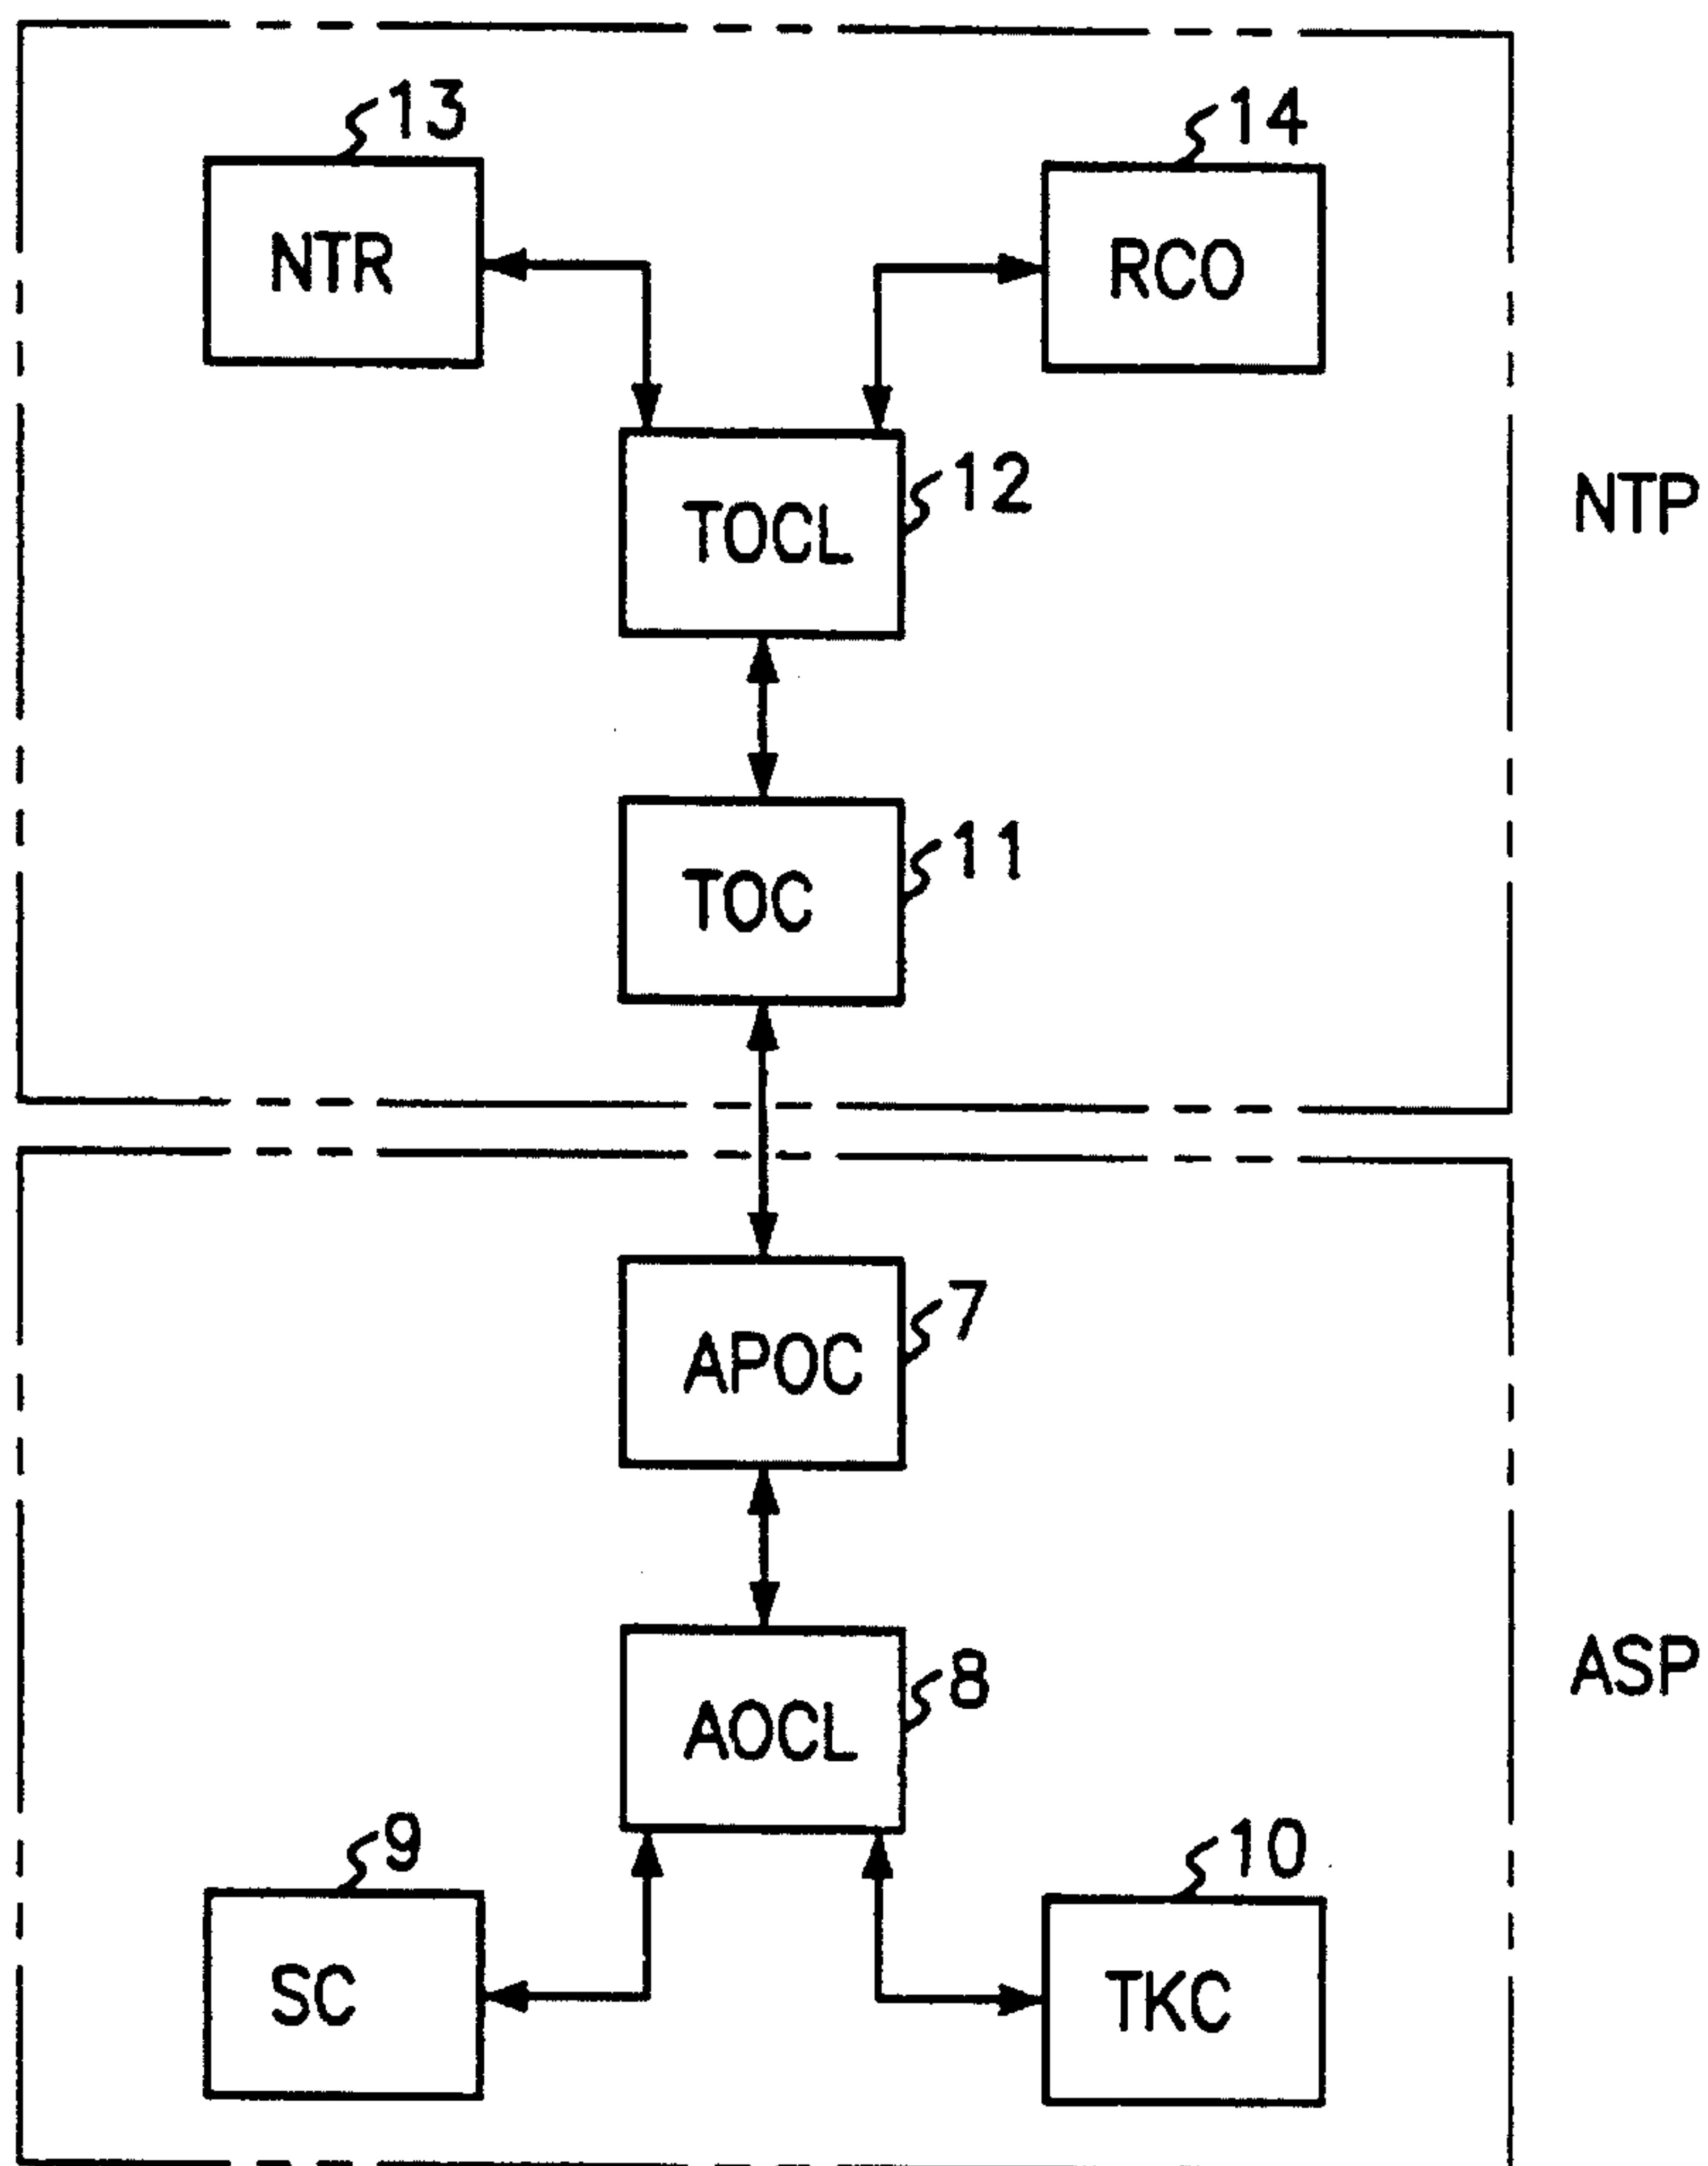 13
14
NTR
RCO
12
TOCL
NTP
11
TOC
7
APOC
8
AOCL
ASP
9
10
SC
TKC